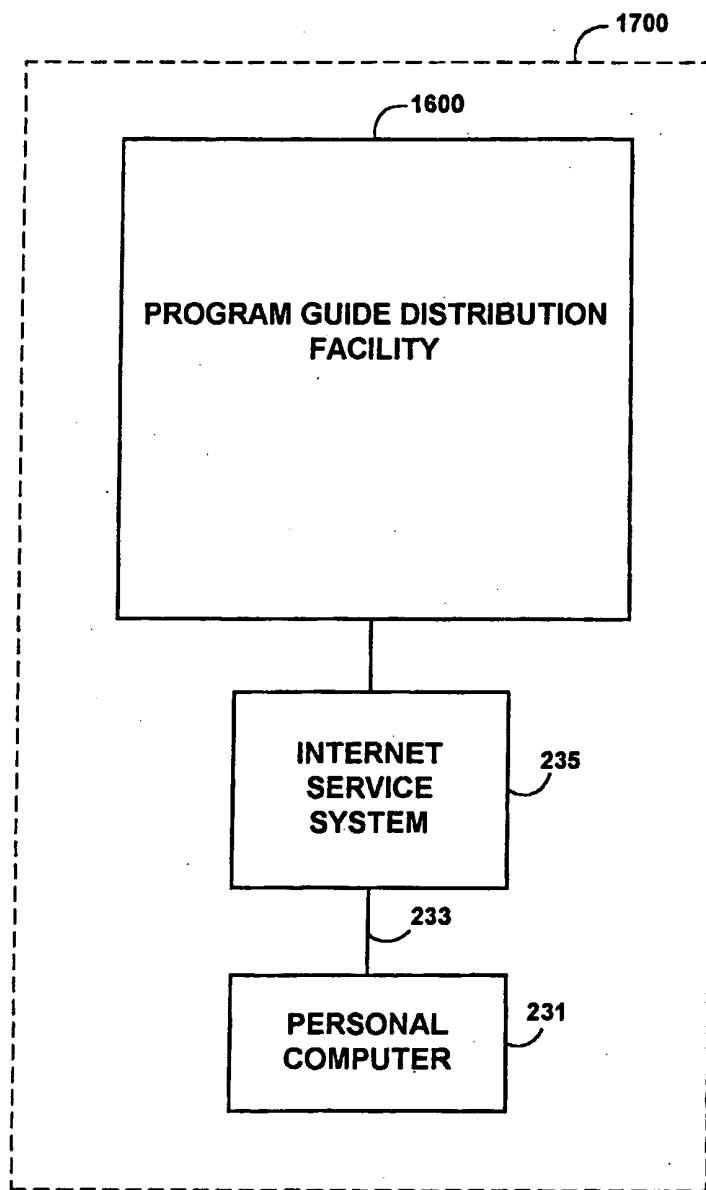 1700
1600
PROGRAM GUIDE DISTRIBUTION
FACILITY
INTERNET
SERVICE
SYSTEM
235
233
PERSONAL
COMPUTER
231